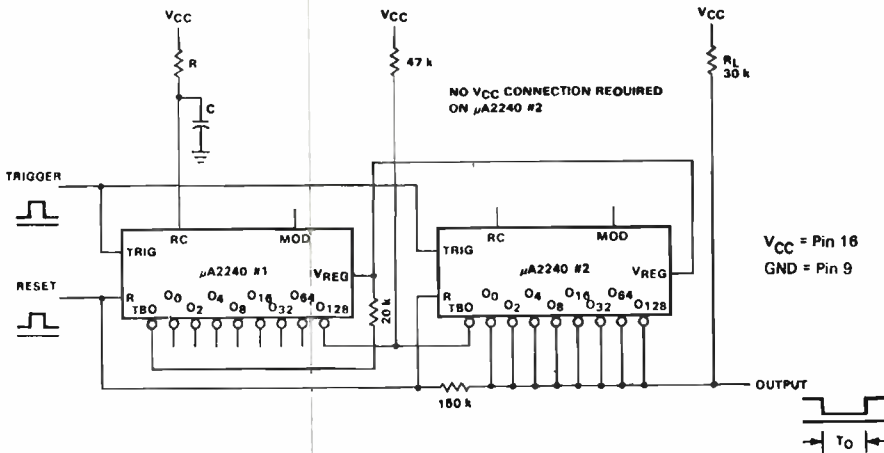 VCC
VCC
VCC
R
47 k
RL
30 k
C
NO VCC CONNECTION REQUIRED
ON µA2240 #2
TRIGGER
RC
MOD
TRIG
µA2240 #1
VREG
RESET
R
TBO
O0
O2
O4
O8
O16
O32
O64
O128
20 k
RC
MOD
TRIG
µA2240 #2
VREG
R
TBO
O0
O2
O4
O8
O16
O32
O64
O128
VCC = Pin 16
GND = Pin 9
150 k
OUTPUT
TO